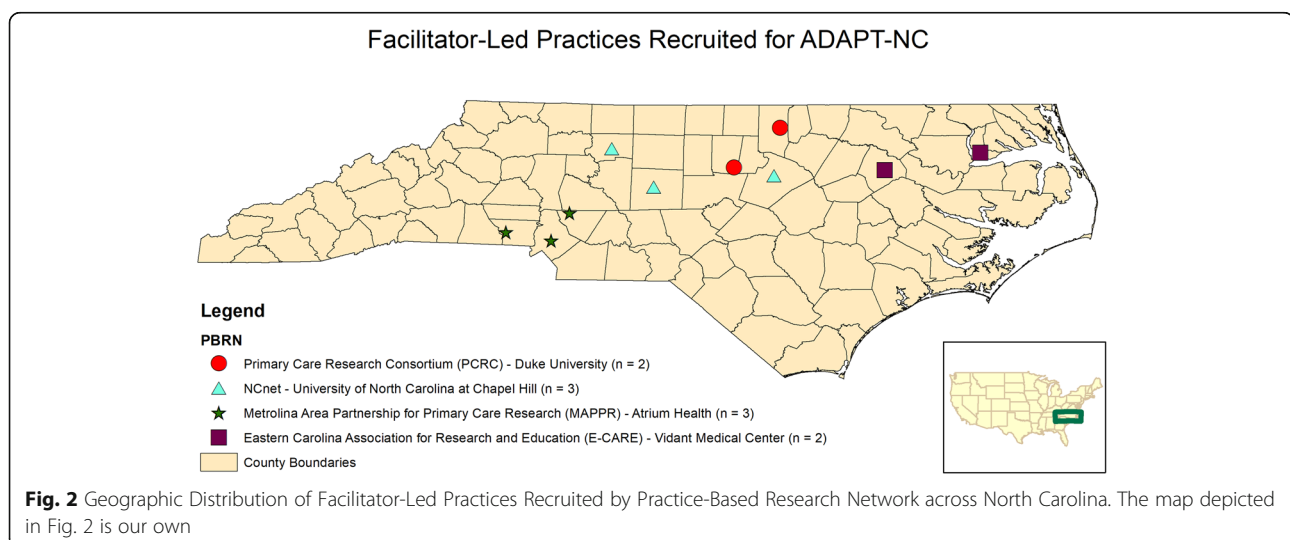 Facilitator-Led Practices Recruited for ADAPT-NC
Legend
PBRN
Primary Care Research Consortium (PCRC) - Duke University (n = 2)
NCnet - University of North Carolina at Chapel Hill (n = 3)
Metrolina Area Partnership for Primary Care Research (MAPPR) - Atrium Health (n = 3)
Eastern Carolina Association for Research and Education (E-CARE) - Vidant Medical Center (n = 2)
County Boundaries
Fig. 2 Geographic Distribution of Facilitator-Led Practices Recruited by Practice-Based Research Network across North Carolina. The map depicted
in Fig. 2 is our own